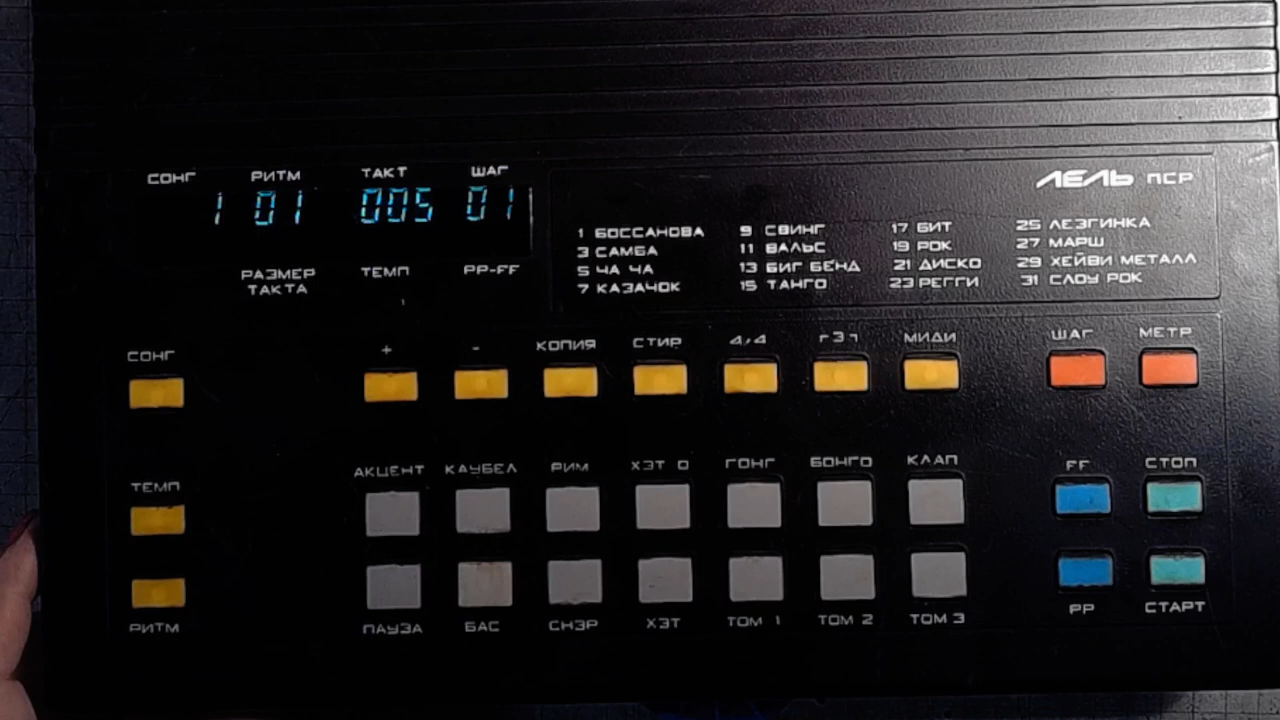 СОНГ РИТМ ТАКТ ШАГ
1 01 005 01
РАЗМЕР ТЕМП РР-FF
ТАКТА
ЛЕЛЬ ПСР
1 БОССАНОВА 9 СВИНГ 17 БИТ 25 ЛЕЗГИНКА
3 САМБА 11 ВАЛЬС 19 РОК 27 МАРШ
5 ЧА ЧА 13 БИГ БЕНД 21 ДИСКО 29 ХЕЙВИ МЕТАЛЛ
7 КАЗАЧОК 15 ТАНГО 23 РЕГГИ 31 СЛОУ РОК
СОНГ + - КОПИЯ СТИР 4/4 г3т МИДИ ШАГ МЕТР
ТЕМП АКЦЕНТ КАУБЕЛ РИМ ХЭТ О ГОНГ БОНГО КЛАП FF СТОП
РИТМ ПАУЗА БАС СНЭР ХЭТ ТОМ 1 ТОМ 2 ТОМ 3 РР СТАРТ